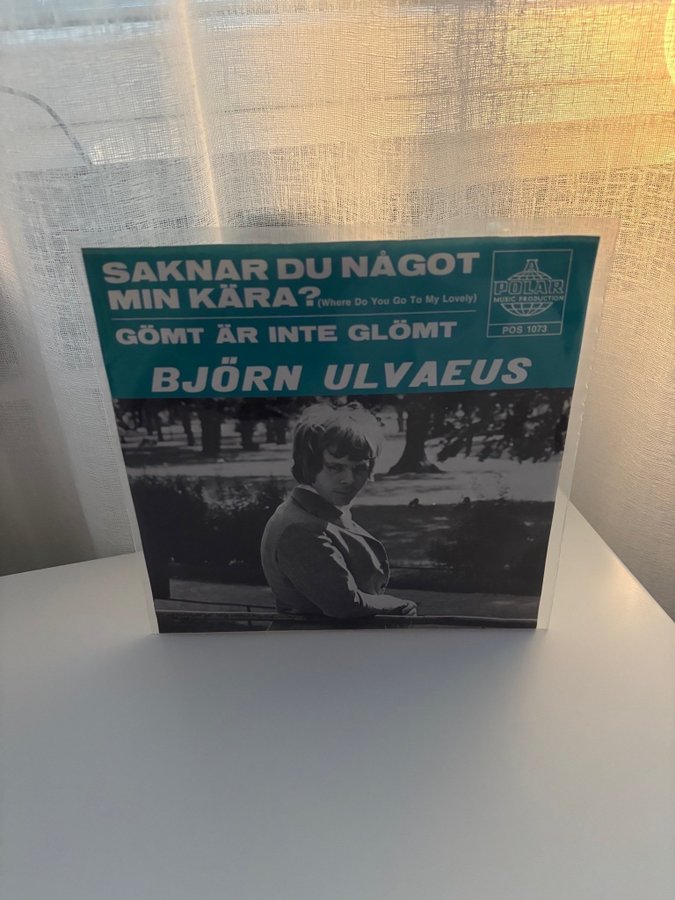 SAKNAR DU NÅGOT
MIN KÄRA? (Where Do You Go To My Lovely)
GÖMT ÄR INTE GLÖMT
BJÖRN ULVAEUS
POLAR
MUSIC PRODUCTION
POS 1073